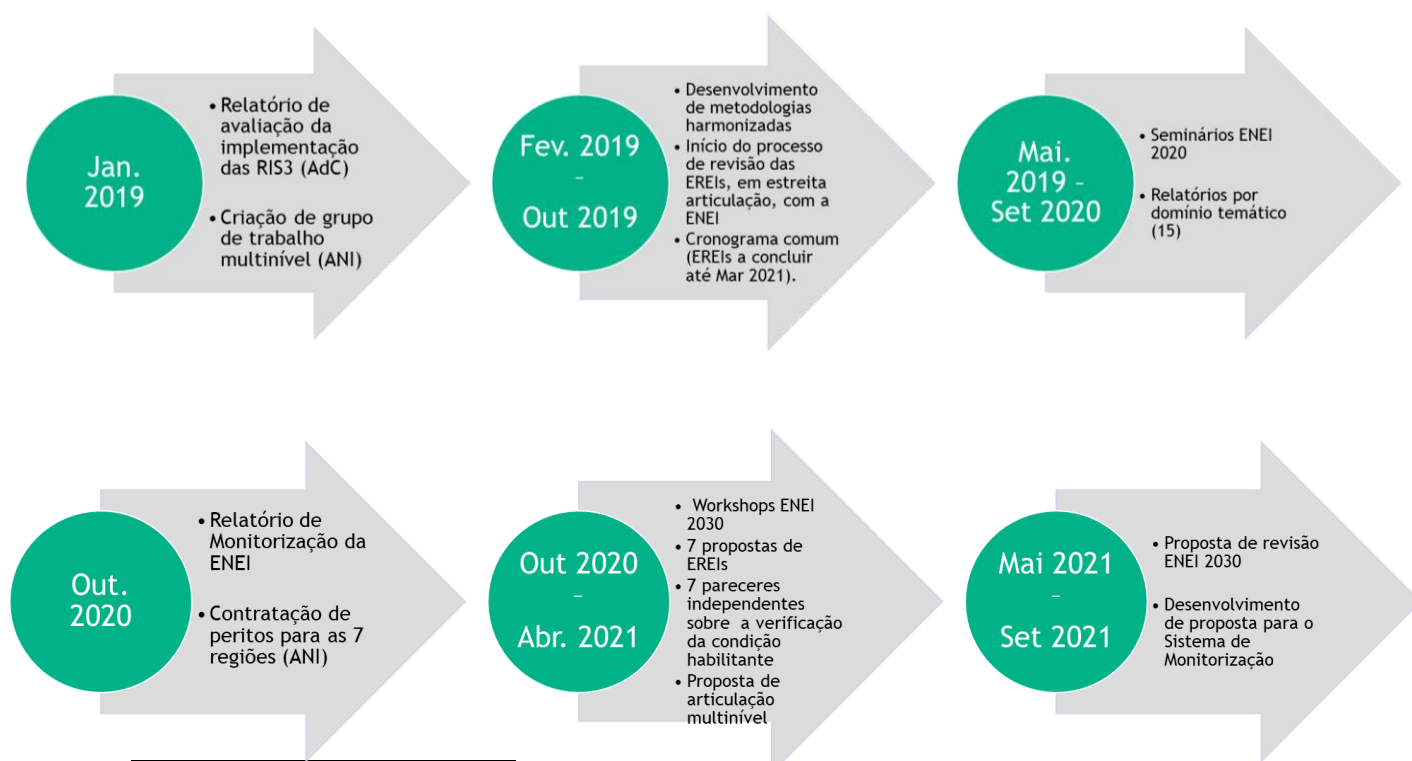 Jan.
2019
• Relatório de
avaliação da
implementação
das RIS3 (AdC)
• Criação de grupo
de trabalho
multinível (ANI)
Fev. 2019
–
Out 2019
• Desenvolvimento
de metodologias
harmonizadas
• Início do processo
de revisão das
EREIs, em estreita
articulação, com a
ENEI
• Cronograma comum
(EREIs a concluir
até Mar 2021).
Mai.
2019 –
Set 2020
• Seminários ENEI
2020
• Relatórios por
domínio temático
(15)
Out.
2020
• Relatório de
Monitorização da
ENEI
• Contratação de
peritos para as 7
regiões (ANI)
Out 2020
–
Abr. 2021
• Workshops ENEI
2030
• 7 propostas de
EREIs
• 7 pareceres
independentes
sobre a verificação
da condição
habilitante
• Proposta de
articulação
multinível
Mai 2021
–
Set 2021
• Proposta de revisão
ENEI 2030
• Desenvolvimento
de proposta para o
Sistema de
Monitorização